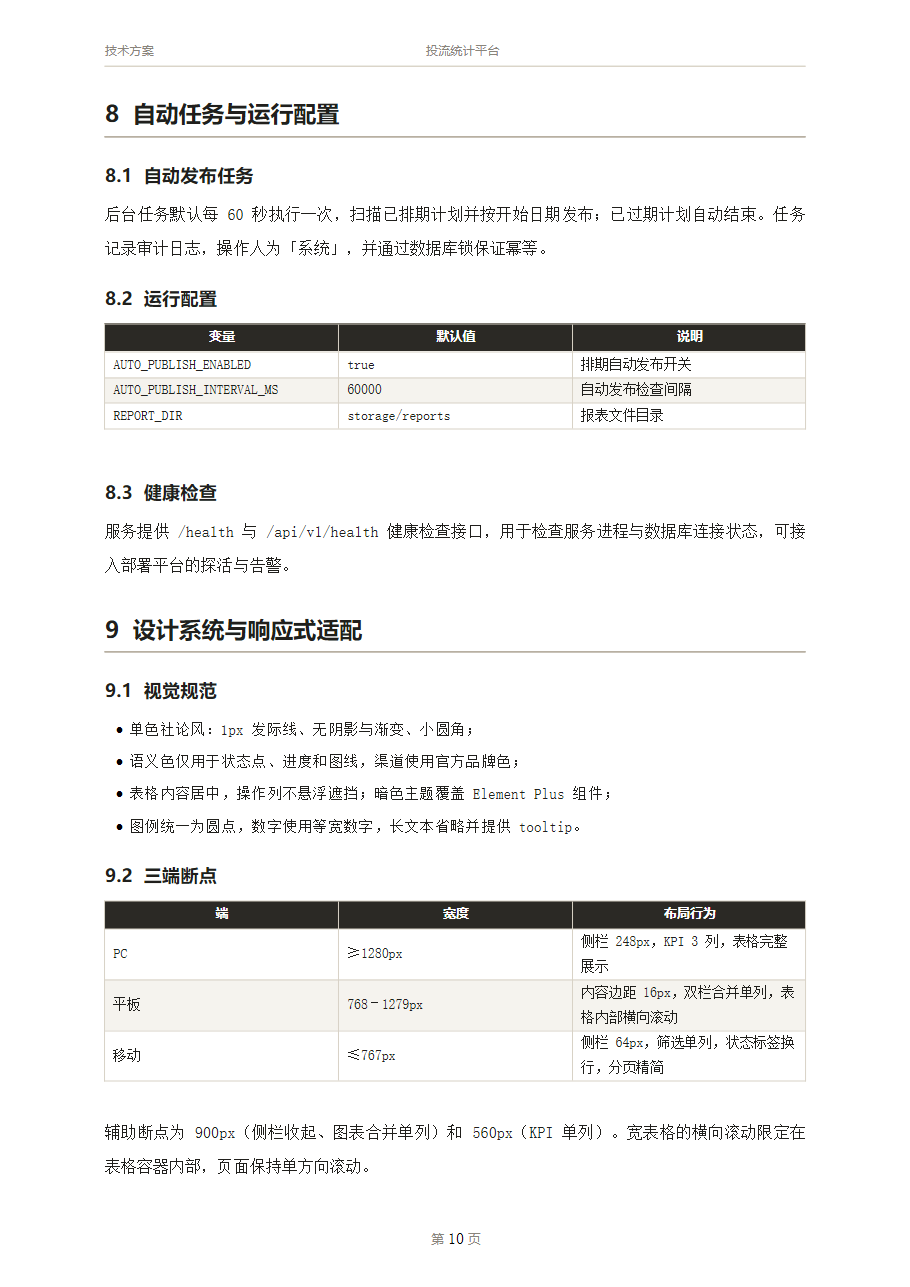 技术方案 投流统计平台
8 自动任务与运行配置
8.1 自动发布任务
后台任务默认每 60 秒执行一次，扫描已排期计划并按开始日期发布；已过期计划自动结束。任务
记录审计日志，操作人为「系统」，并通过数据库锁保证幂等。
8.2 运行配置
变量 默认值 说明
AUTO_PUBLISH_ENABLED true 排期自动发布开关
AUTO_PUBLISH_INTERVAL_MS 60000 自动发布检查间隔
REPORT_DIR storage/reports 报表文件目录
8.3 健康检查
服务提供 /health 与 /api/v1/health 健康检查接口，用于检查服务进程与数据库连接状态，可接
入部署平台的探活与告警。
9 设计系统与响应式适配
9.1 视觉规范
● 单色社论风：1px 发际线、无阴影与渐变、小圆角；
● 语义色仅用于状态点、进度和图线，渠道使用官方品牌色；
● 表格内容居中，操作列不悬浮遮挡；暗色主题覆盖 Element Plus 组件；
● 图例统一为圆点，数字使用等宽数字，长文本省略并提供 tooltip。
9.2 三端断点
端 宽度 布局行为
PC ≥1280px 侧栏 248px，KPI 3 列，表格完整
展示
平板 768－1279px 内容边距 16px，双栏合并单列，表
格内部横向滚动
移动 ≤767px 侧栏 64px，筛选单列，状态标签换
行，分页精简
辅助断点为 900px（侧栏收起、图表合并单列）和 560px（KPI 单列）。宽表格的横向滚动限定在
表格容器内部，页面保持单方向滚动。
第 10 页